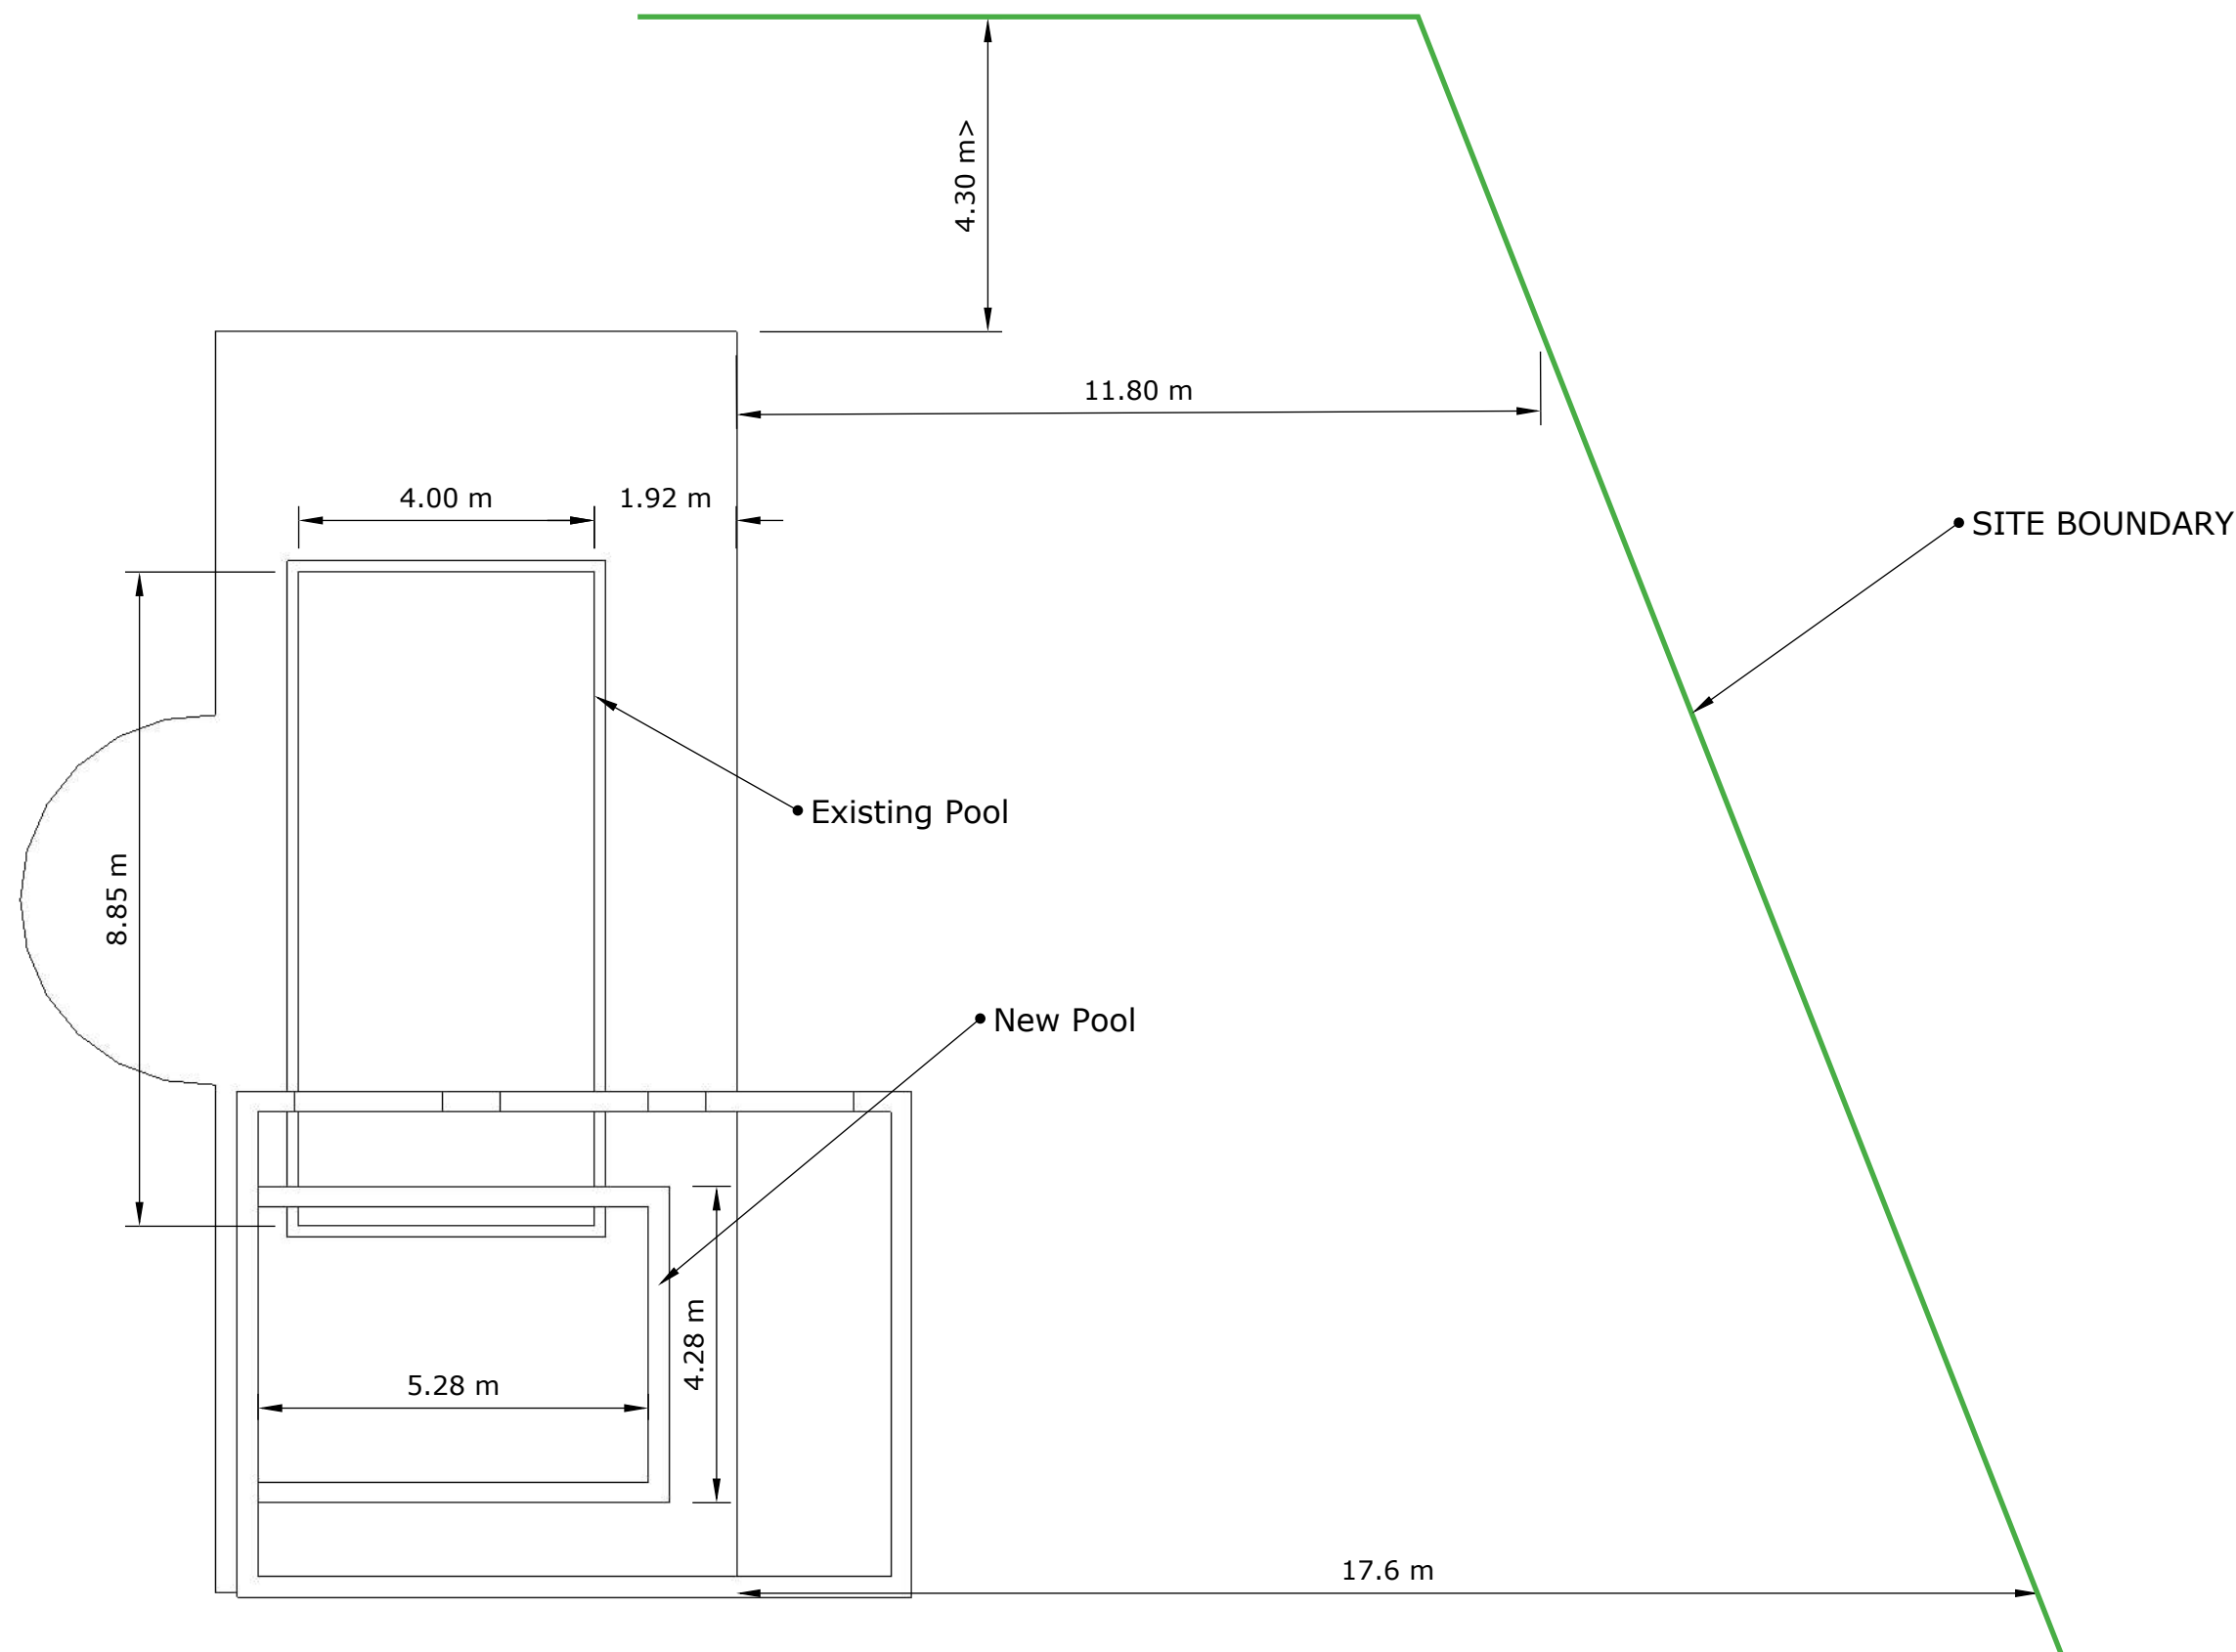 4.30 m>
11.80 m
4.00 m
1.92 m
SITE BOUNDARY
Existing Pool
8.85 m
New Pool
4.28 m
5.28 m
17.6 m